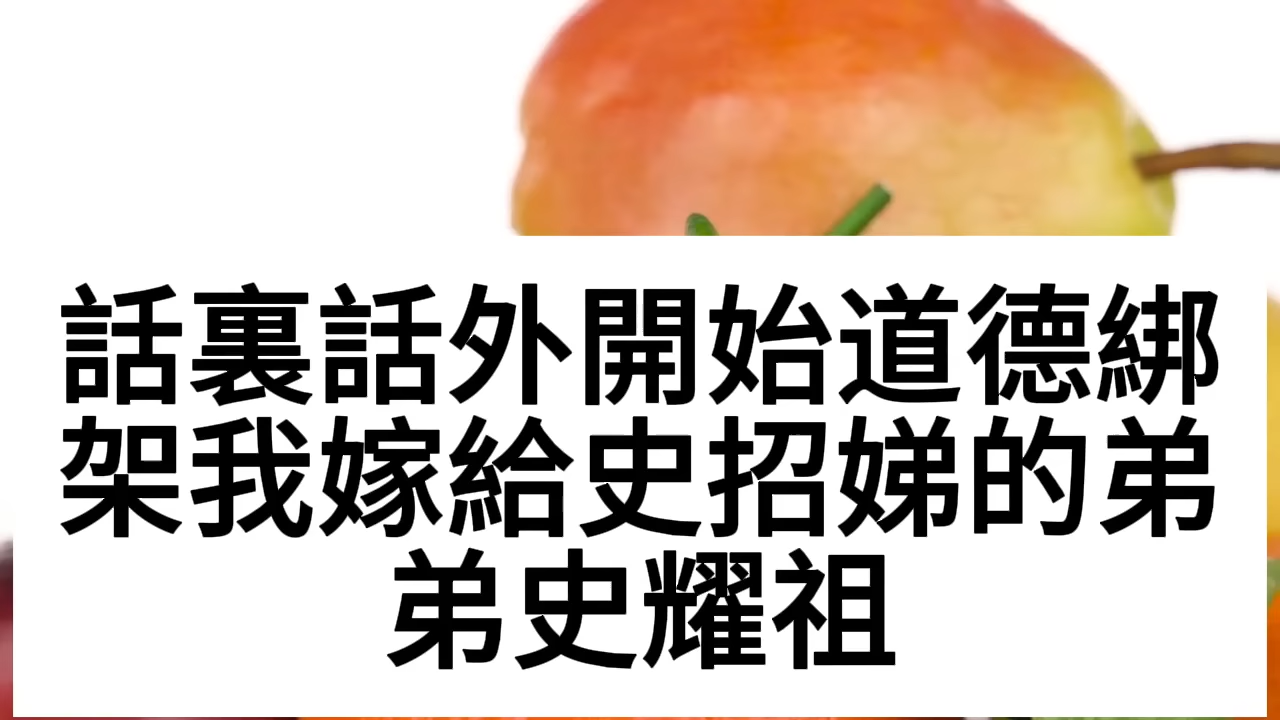 話裏話外開始道德綁
架我嫁給史招娣的弟
弟史耀祖